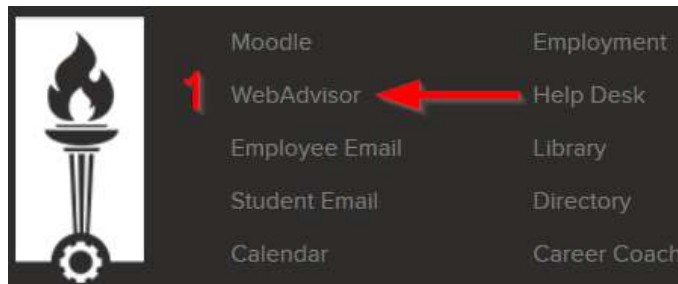 Moodle
1 WebAdvisor
Employee Email
Student Email
Calendar
Employment
Help Desk
Library
Directory
Career Coach